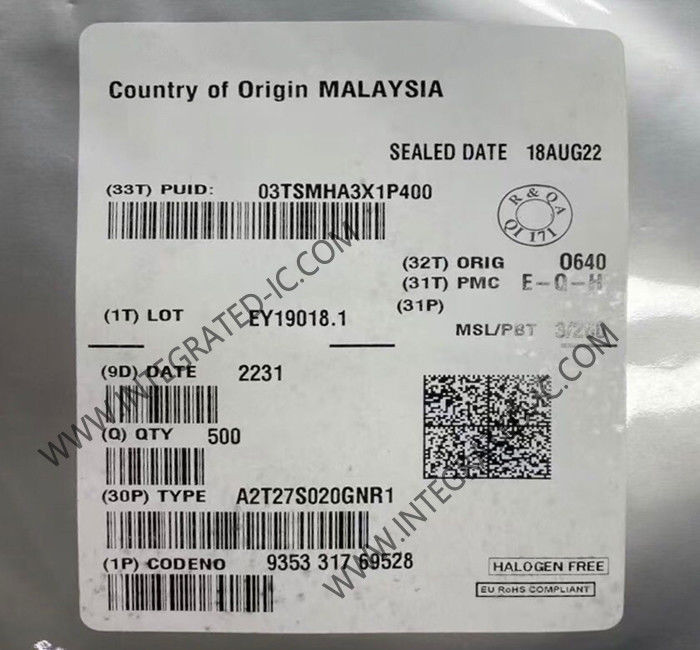 Country of Origin MALAYSIA
SEALED DATE 18AUG22
(33T) PUID: 03TSMHA3X1P400
R & QA
QI 171
(32T) ORIG 0640
(31T) PMC E-Q-H
(31P)
(1T) LOT EY19018.1
MSL/PBT
(9D) DATE 2231
(Q) QTY 500
(30P) TYPE A2T27S020GNR1
(1P) CODENO 9353 317 69528
HALOGEN FREE
EU RoHS COMPLIANT
WWW.INTEGRATED-IC.COM
WWW.INTEGRATED-IC.COM